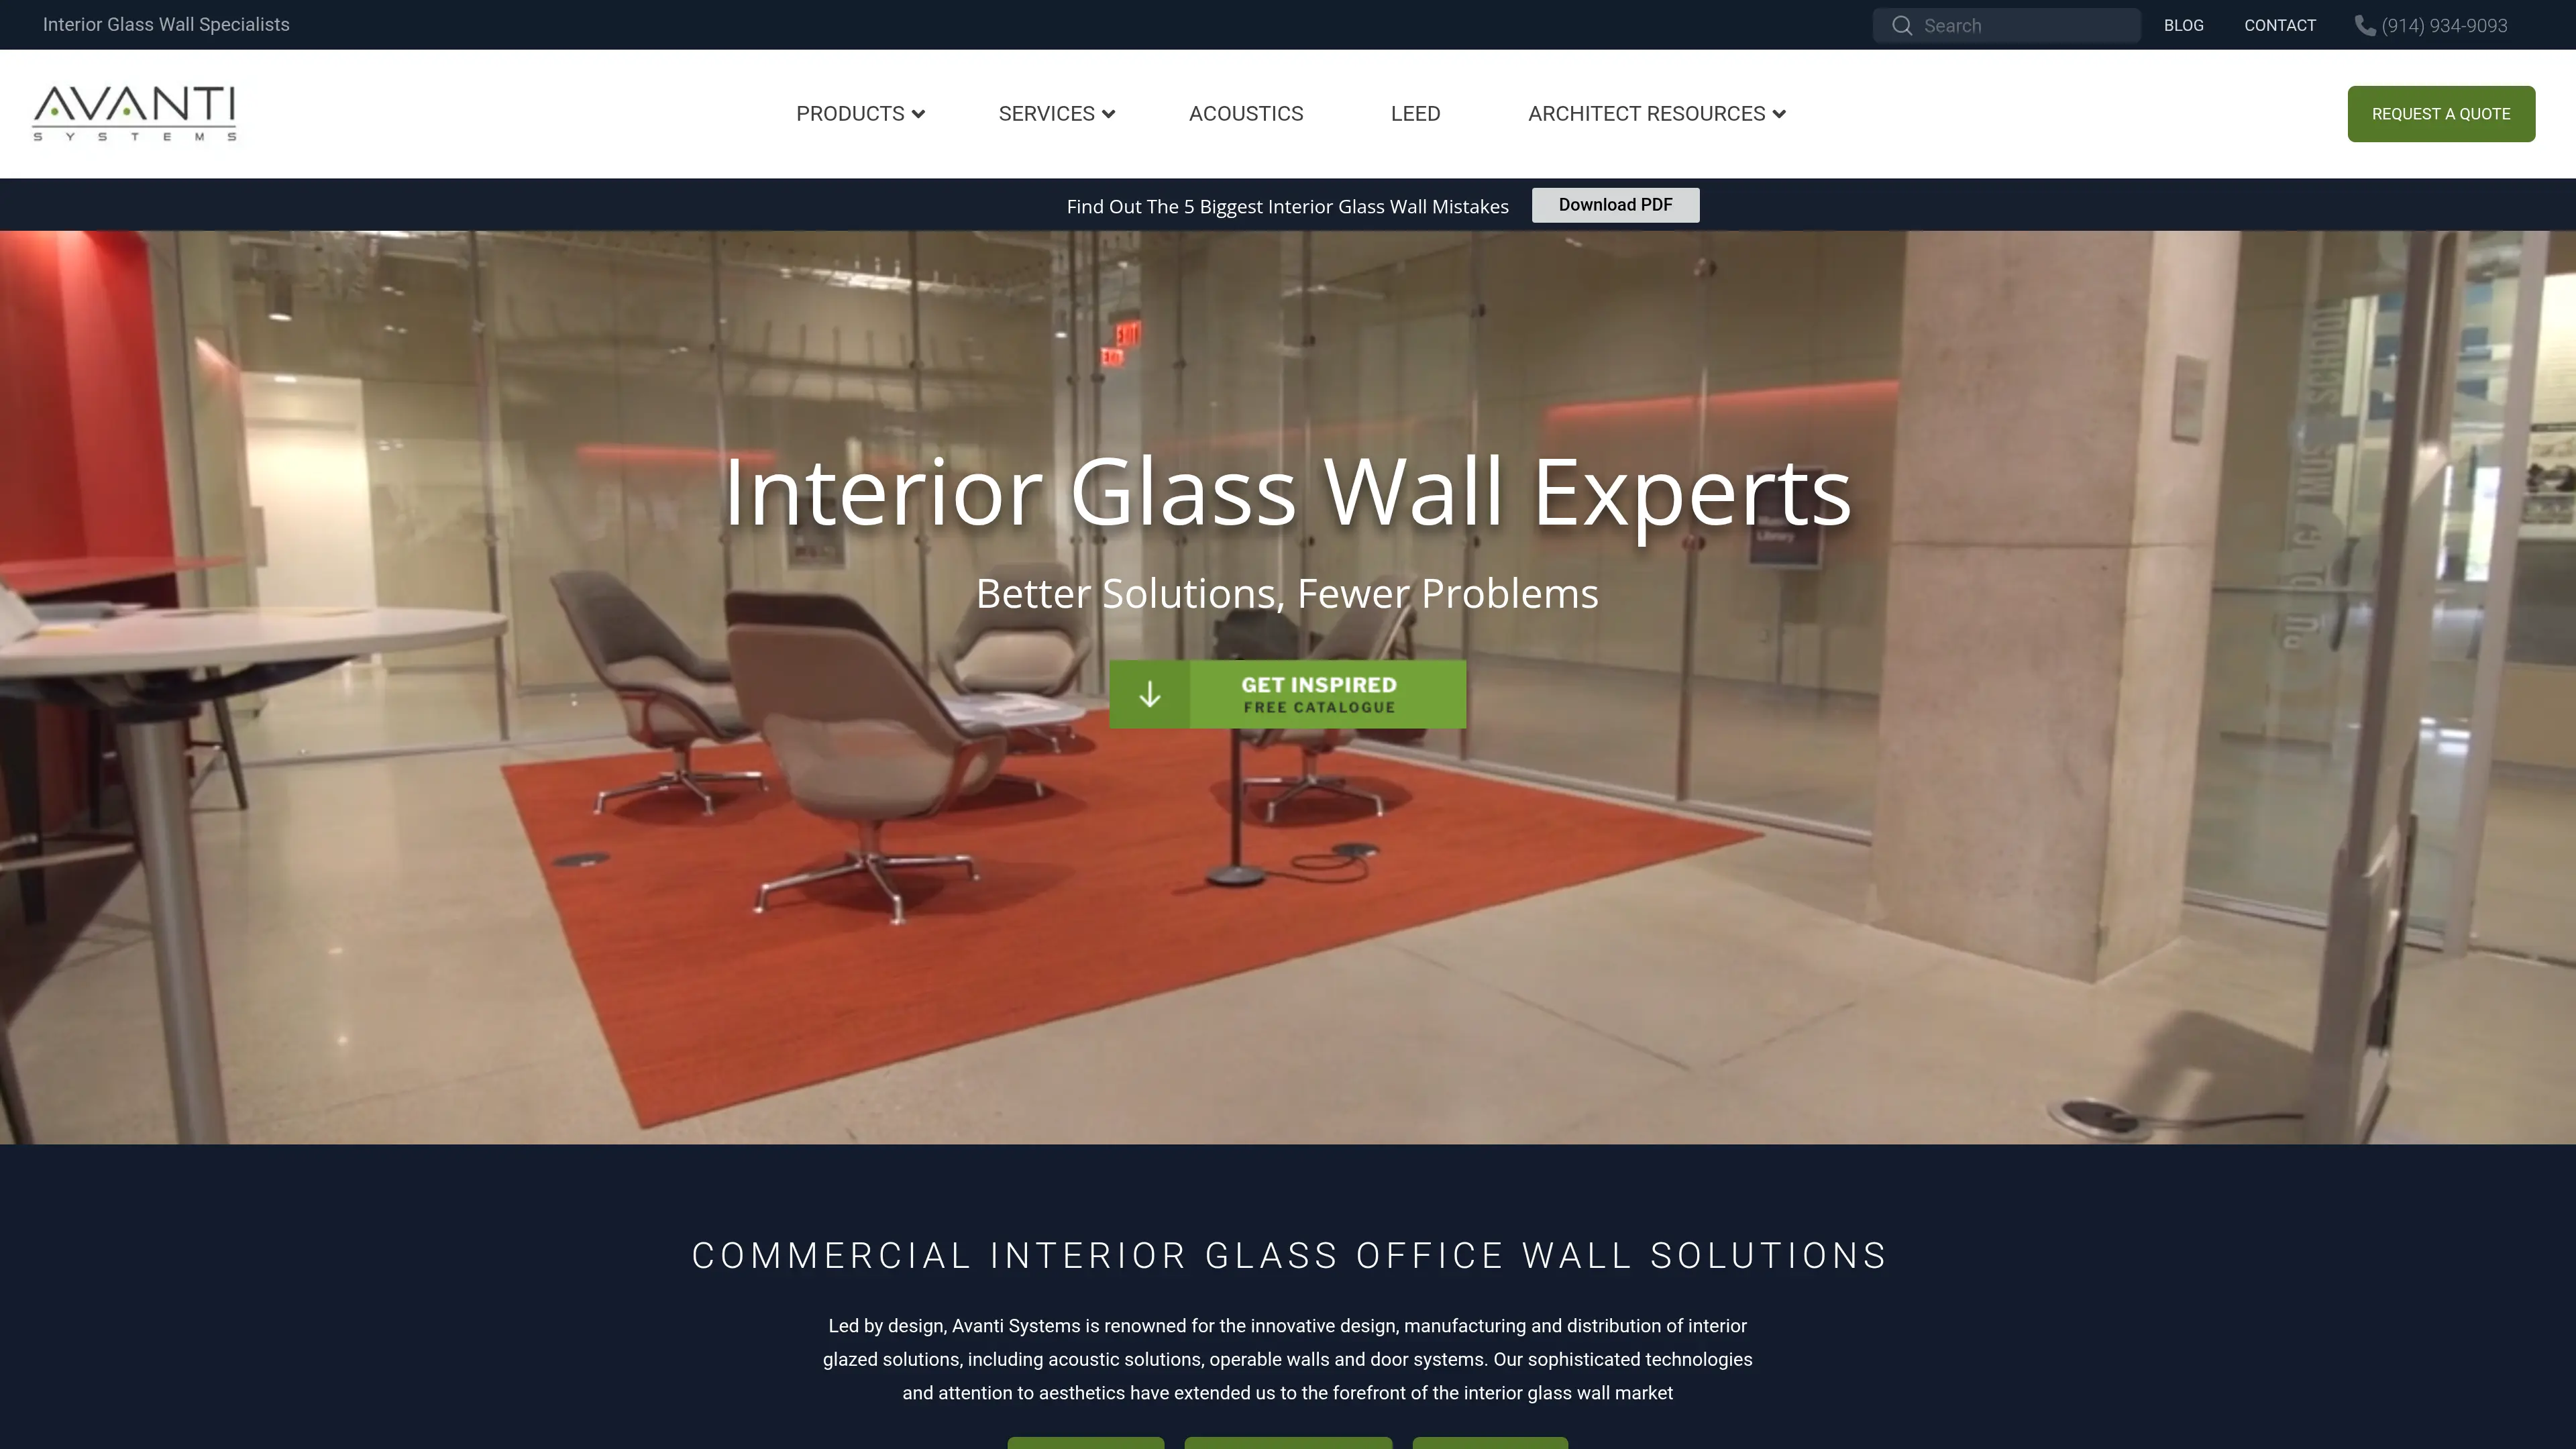 Interior Glass Wall Specialists
Search
BLOG
CONTACT
(914) 934-9093
AVANTI
SYSTEMS
PRODUCTS
SERVICES
ACOUSTICS
LEED
ARCHITECT RESOURCES
REQUEST A QUOTE
Find Out The 5 Biggest Interior Glass Wall Mistakes
Download PDF
EXIT
EXIT
Interior Glass Wall Experts
Library
Better Solutions, Fewer Problems
GET INSPIRED
FREE CATALOGUE
COMMERCIAL INTERIOR GLASS OFFICE WALL SOLUTIONS
Led by design, Avanti Systems is renowned for the innovative design, manufacturing and distribution of interior
glazed solutions, including acoustic solutions, operable walls and door systems. Our sophisticated technologies
and attention to aesthetics have extended us to the forefront of the interior glass wall market